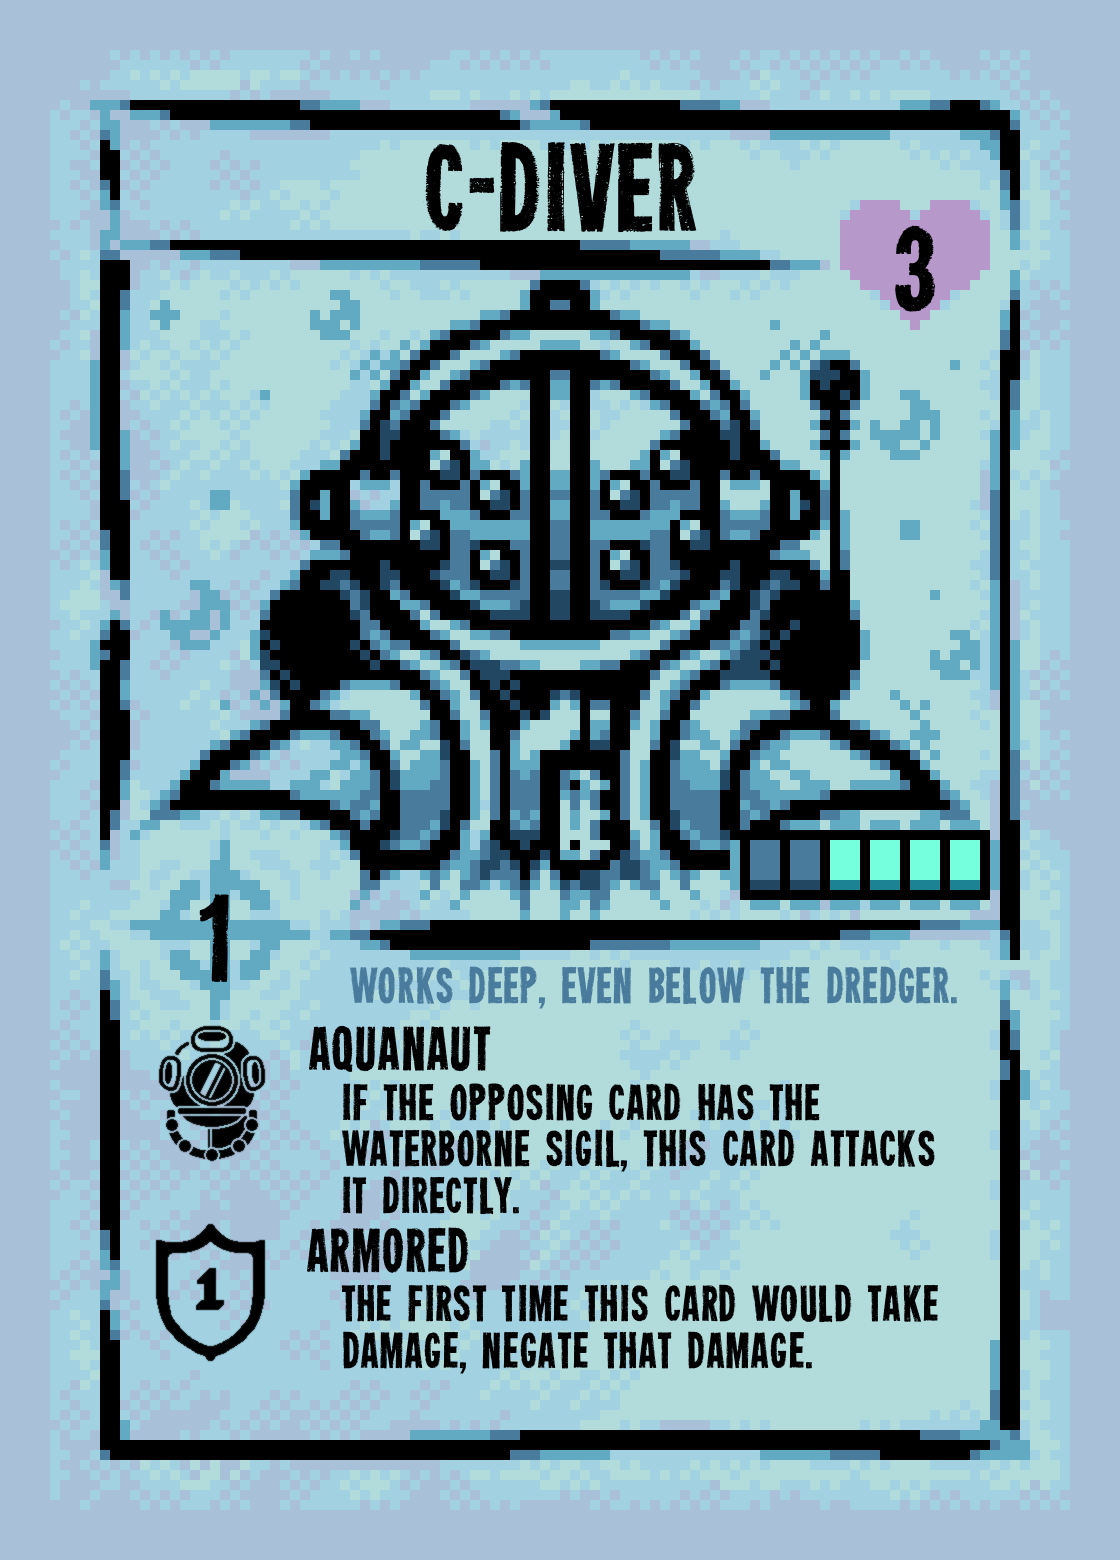 C-DIVER
3
1
WORKS DEEP, EVEN BELOW THE DREDGER.
AQUANAUT
IF THE OPPOSING CARD HAS THE
WATERBORNE SIGIL, THIS CARD ATTACKS
IT DIRECTLY.
ARMORED
1
THE FIRST TIME THIS CARD WOULD TAKE
DAMAGE, NEGATE THAT DAMAGE.